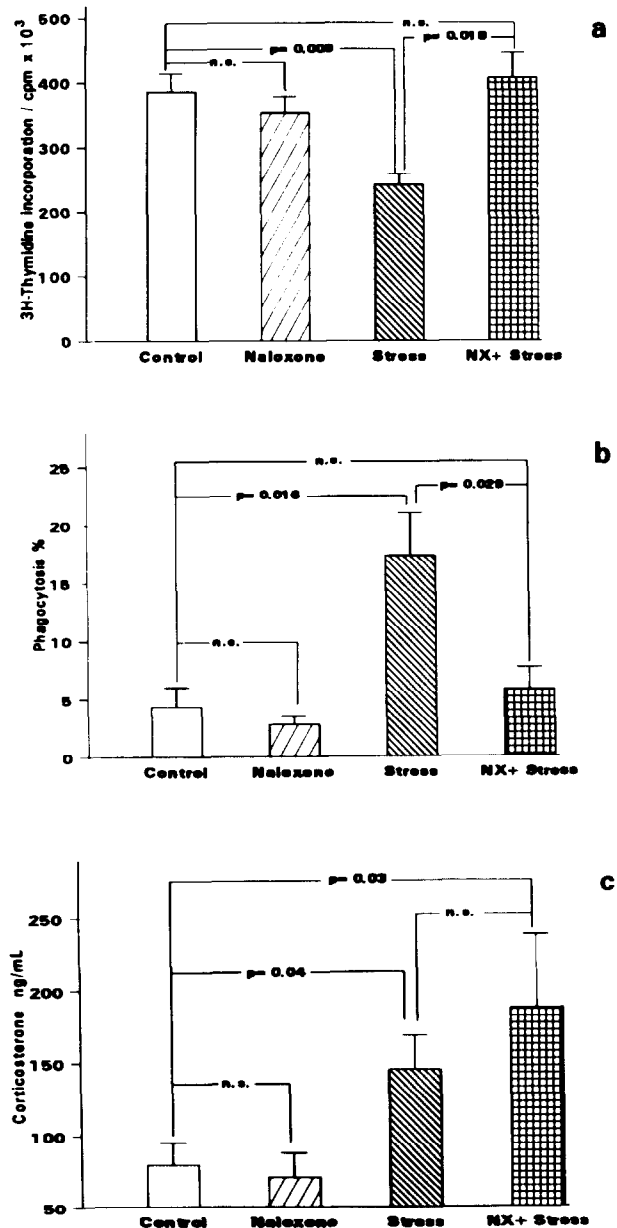 a
3H-Thymidine incorporation / cpm x 10³
500
400
300
200
100
0
n.s.
p= 0.009
p= 0.019
n.s.
Control Naloxone Stress NX+ Stress
b
Phagocytosis %
25
20
15
10
5
0
n.s.
p= 0.016
p= 0.029
n.s.
Control Naloxone Stress NX+ Stress
c
Corticosterone ng/mL
250
200
150
100
50
p= 0.03
n.s.
p= 0.04
n.s.
Control Naloxone Stress NX+ Stress